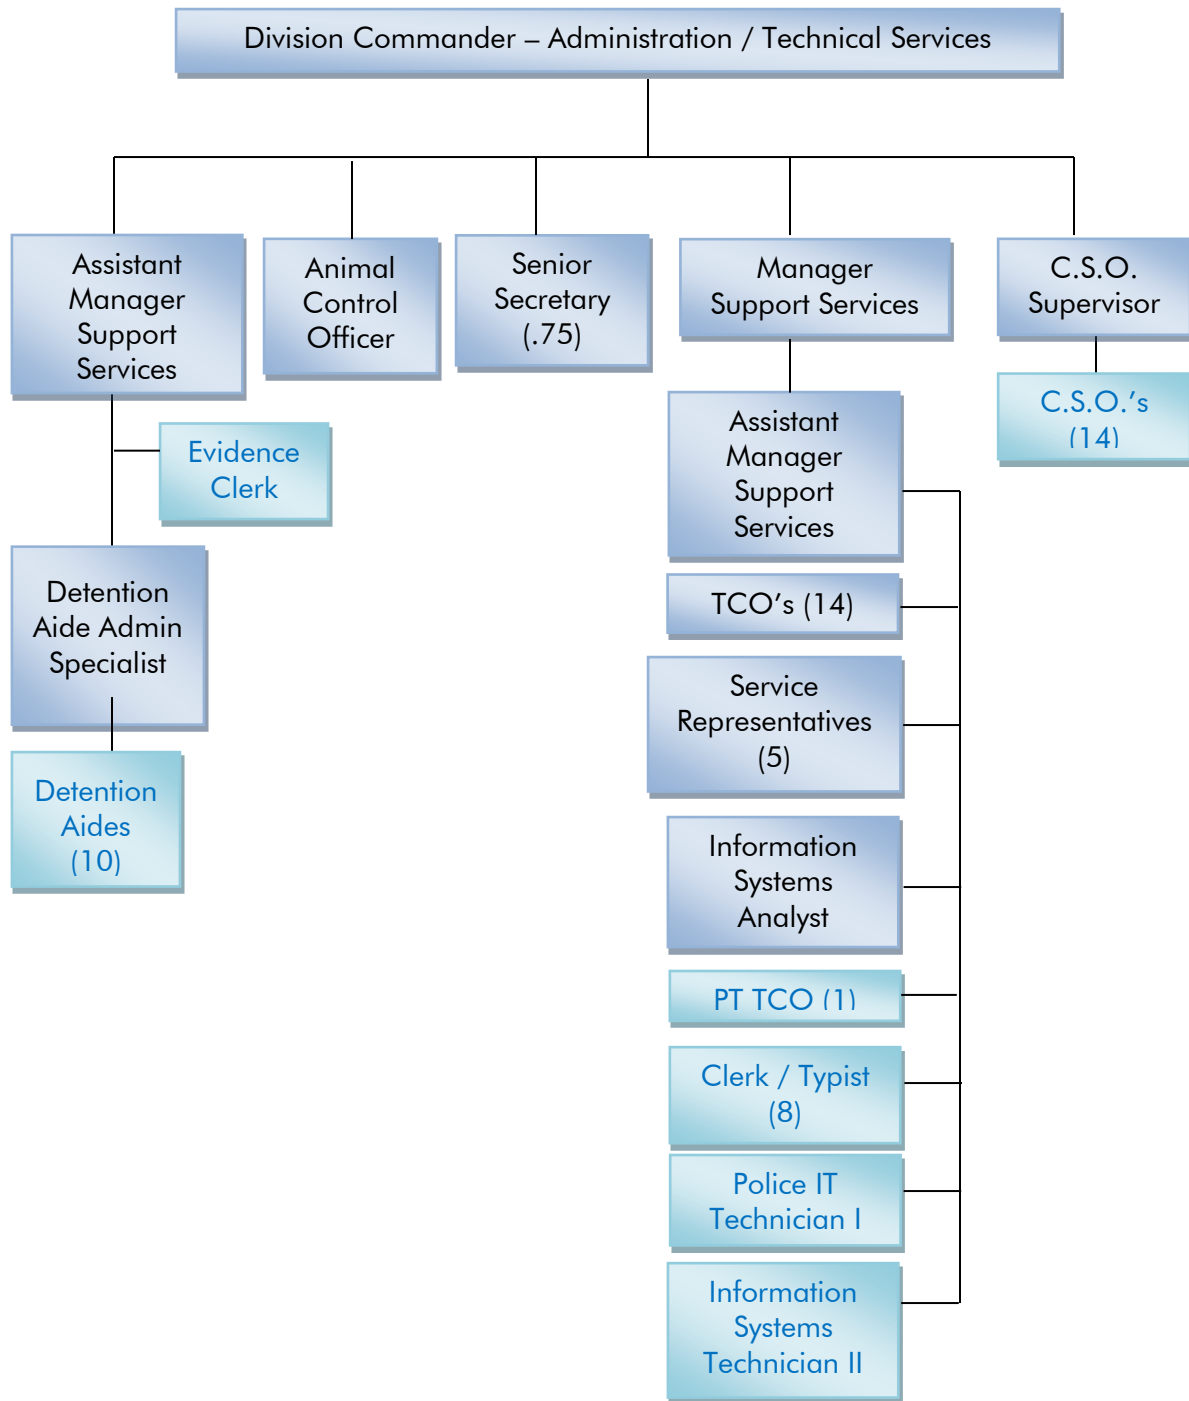 Division Commander – Administration / Technical Services
Assistant
Manager
Support
Services
Animal
Control
Officer
Senior
Secretary
(.75)
Manager
Support Services
C.S.O.
Supervisor
Evidence
Clerk
Detention
Aide Admin
Specialist
Detention
Aides
(10)
Assistant
Manager
Support
Services
TCO's (14)
Service
Representatives
(5)
Information
Systems
Analyst
PT TCO (1)
Clerk / Typist
(8)
Police IT
Technician I
Information
Systems
Technician II
C.S.O.'s
(14)